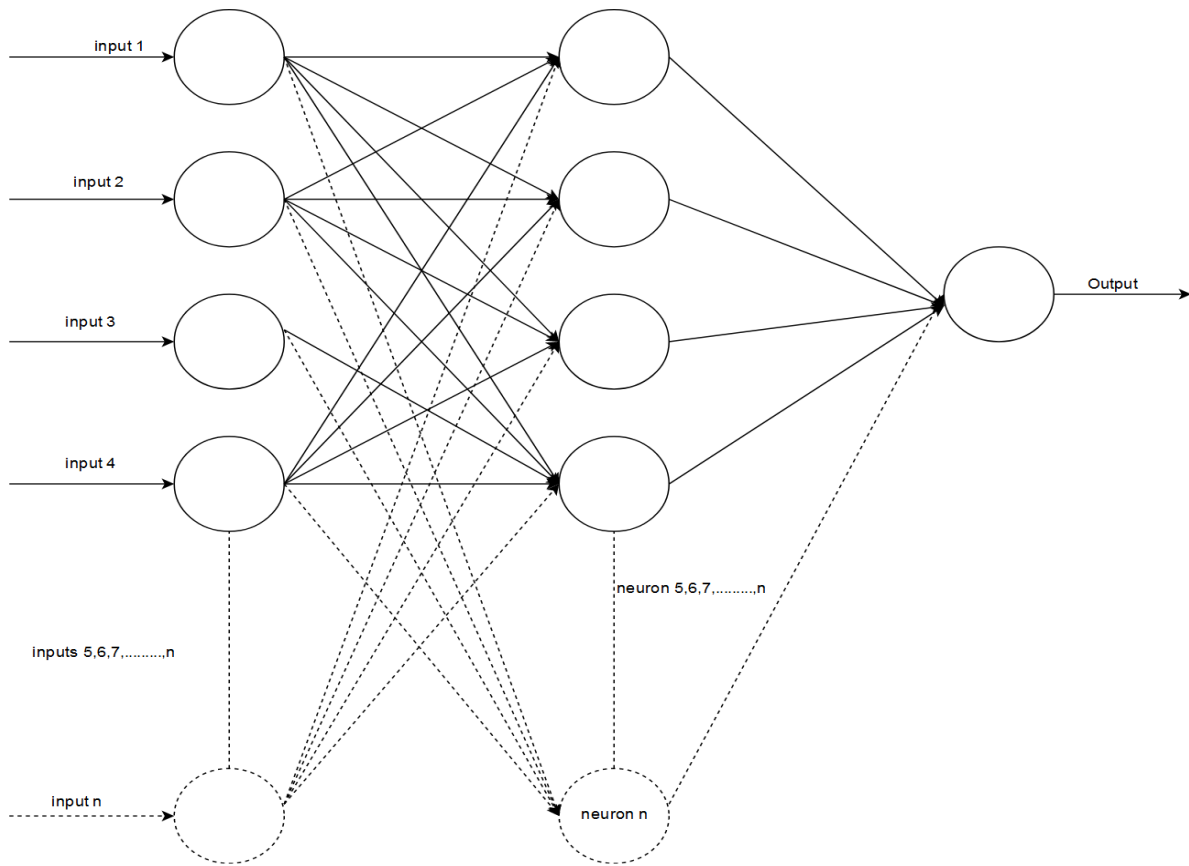 input 1
input 2
input 3
input 4
Output
neuron 5,6,7,.........,n
inputs 5,6,7,.........,n
input n
neuron n